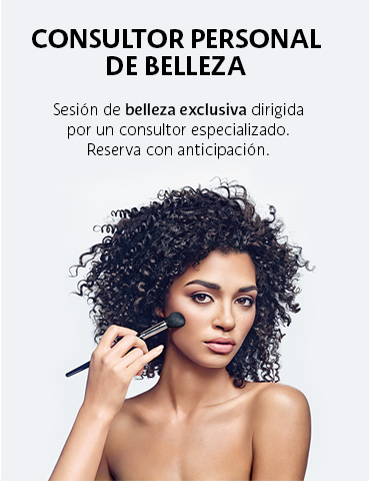 CONSULTOR PERSONAL
DE BELLEZA
Sesión de belleza exclusiva dirigida
por un consultor especializado.
Reserva con anticipación.